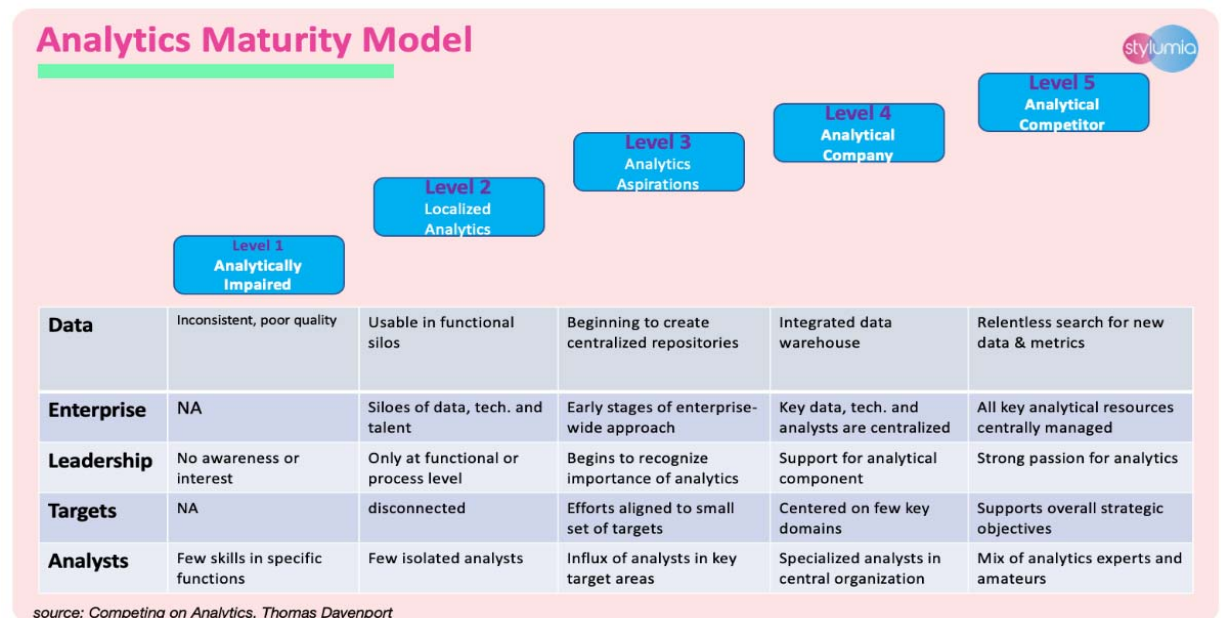 Analytics Maturity Model
stylumia
Level 5
Analytical
Competitor
Level 4
Analytical
Company
Level 3
Analytics
Aspirations
Level 2
Localized
Analytics
Level 1
Analytically
Impaired
Data
Inconsistent, poor quality
Usable in functional
silos
Beginning to create
centralized repositories
Integrated data
warehouse
Relentless search for new
data & metrics
Enterprise
NA
Siloes of data, tech. and
talent
Early stages of enterprise-
wide approach
Key data, tech. and
analysts are centralized
All key analytical resources
centrally managed
Leadership
No awareness or
interest
Only at functional or
process level
Begins to recognize
importance of analytics
Support for analytical
component
Strong passion for analytics
Targets
NA
disconnected
Efforts aligned to small
set of targets
Centered on few key
domains
Supports overall strategic
objectives
Analysts
Few skills in specific
functions
Few isolated analysts
Influx of analysts in key
target areas
Specialized analysts in
central organization
Mix of analytics experts and
amateurs
source: Competing on Analytics, Thomas Davenport